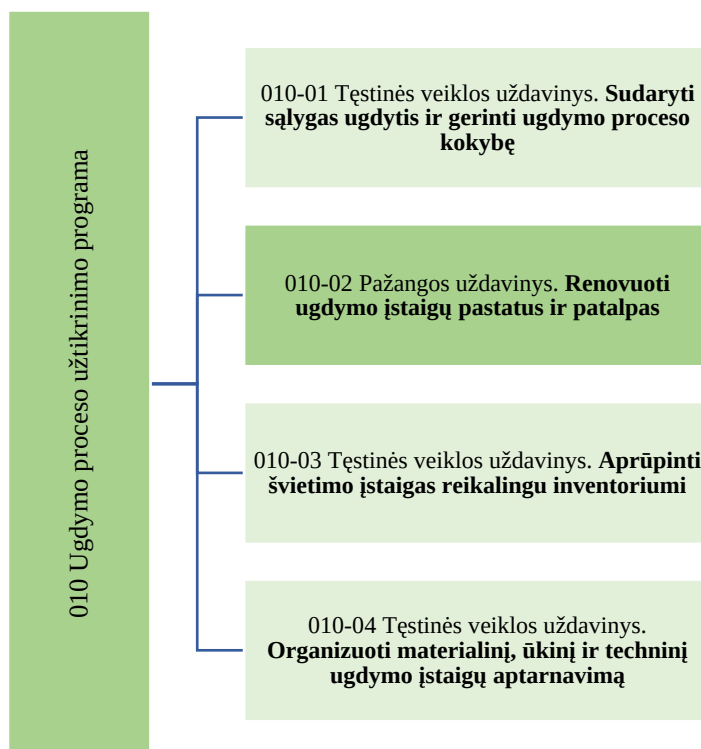 010 Ugdymo proceso užtikrinimo programa
010-01 Tęstinės veiklos uždavinys. Sudaryti
sąlygas ugdytis ir gerinti ugdymo proceso
kokybę
010-02 Pažangos uždavinys. Renovuoti
ugdymo įstaigų pastatus ir patalpas
010-03 Tęstinės veiklos uždavinys. Aprūpinti
švietimo įstaigas reikalingu inventoriumi
010-04 Tęstinės veiklos uždavinys.
Organizuoti materialinį, ūkinį ir techninį
ugdymo įstaigų aptarnavimą